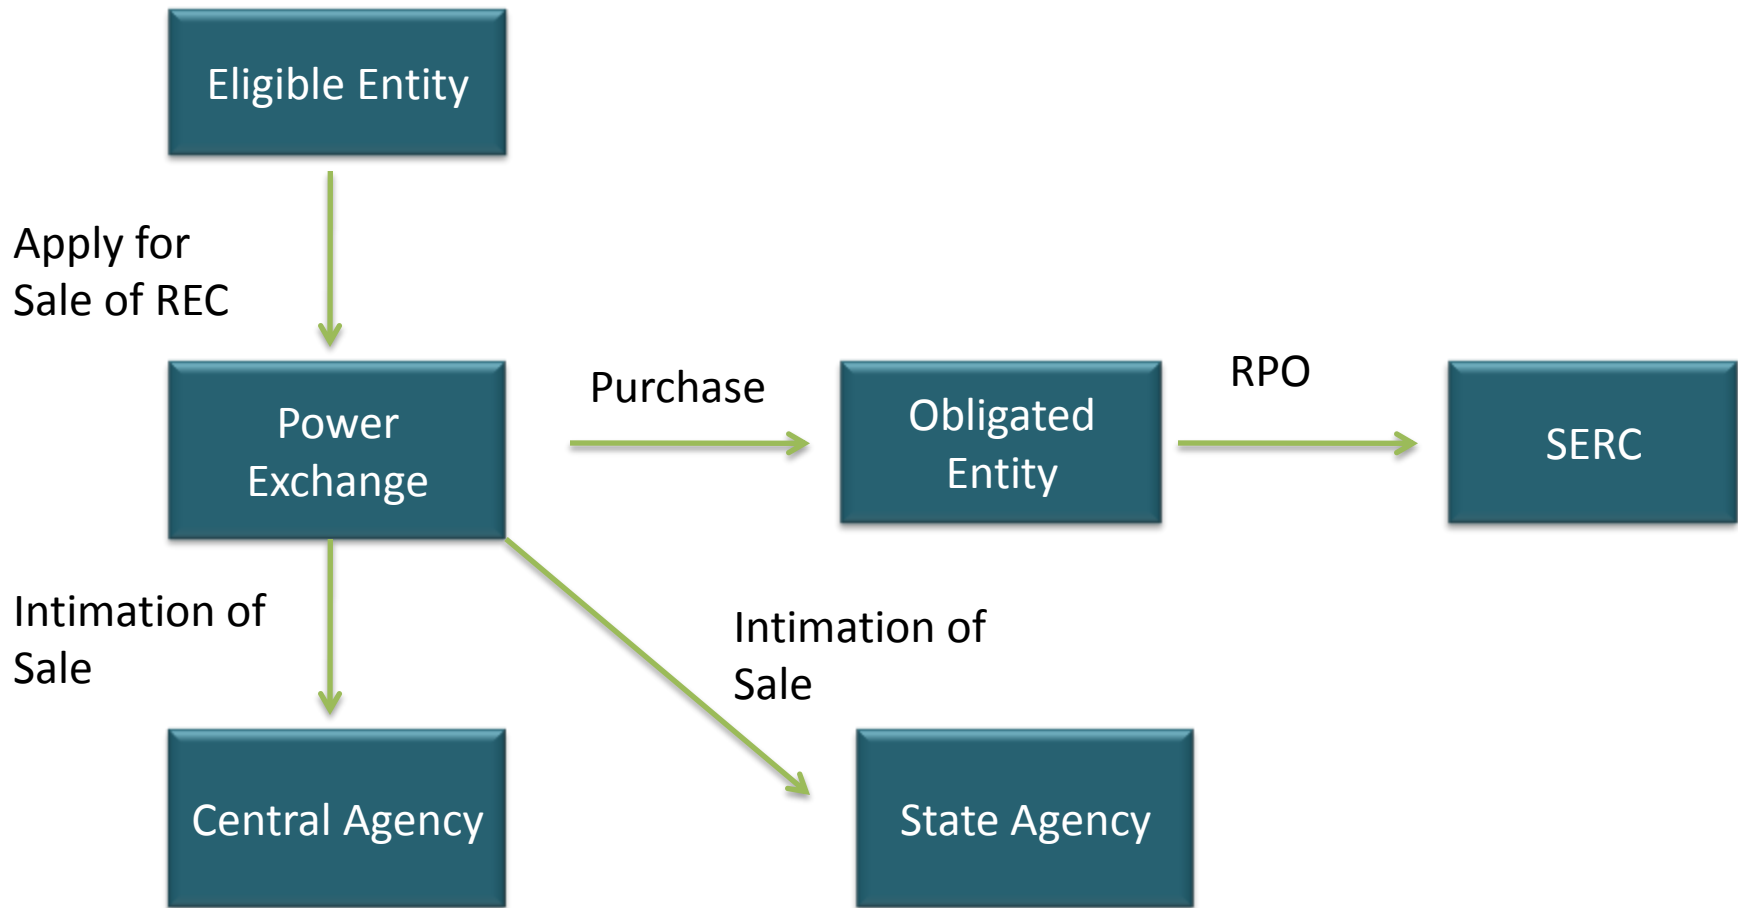 Eligible Entity
Apply for
Sale of REC
Power
Exchange
Purchase
Obligated
Entity
RPO
SERC
Intimation of
Sale
Intimation of
Sale
Central Agency
State Agency